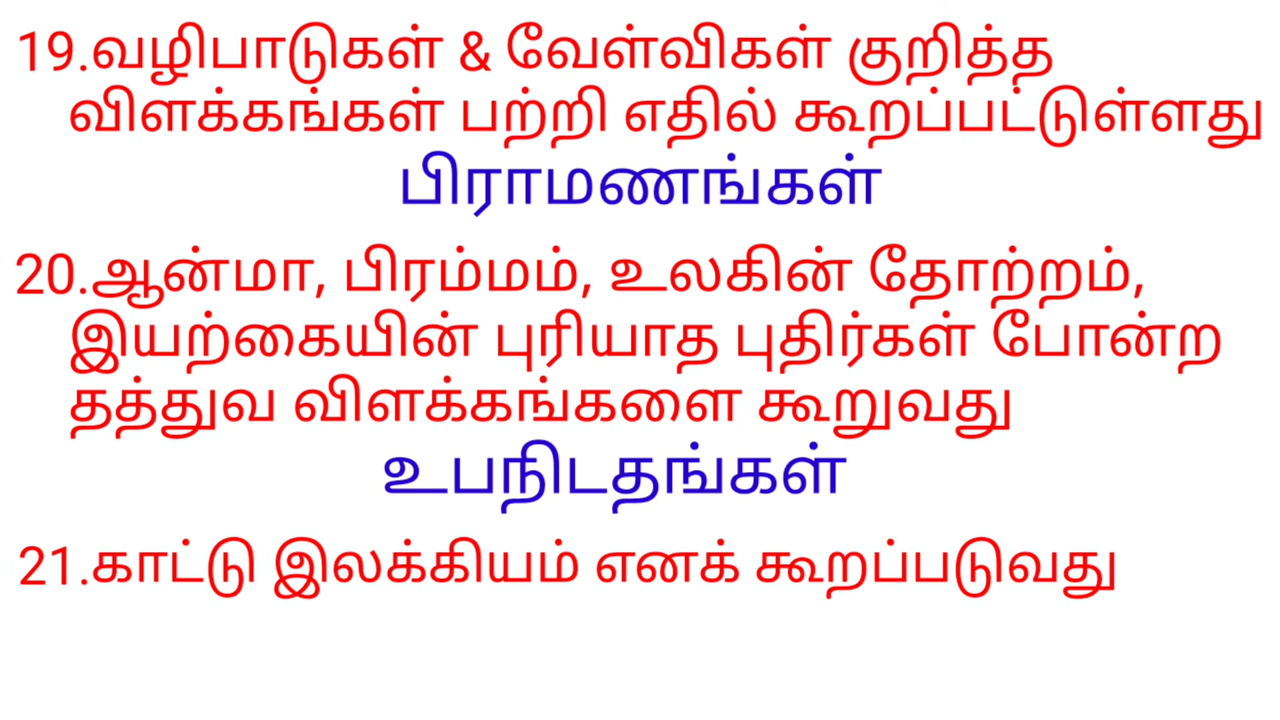 19.வழிபாடுகள் & வேள்விகள் குறித்த
விளக்கங்கள் பற்றி எதில் கூறப்பட்டுள்ளது
பிராமணங்கள்
20.ஆன்மா, பிரம்மம், உலகின் தோற்றம்,
இயற்கையின் புரியாத புதிர்கள் போன்ற
தத்துவ விளக்கங்களை கூறுவது
உபநிடதங்கள்
21.காட்டு இலக்கியம் எனக் கூறப்படுவது